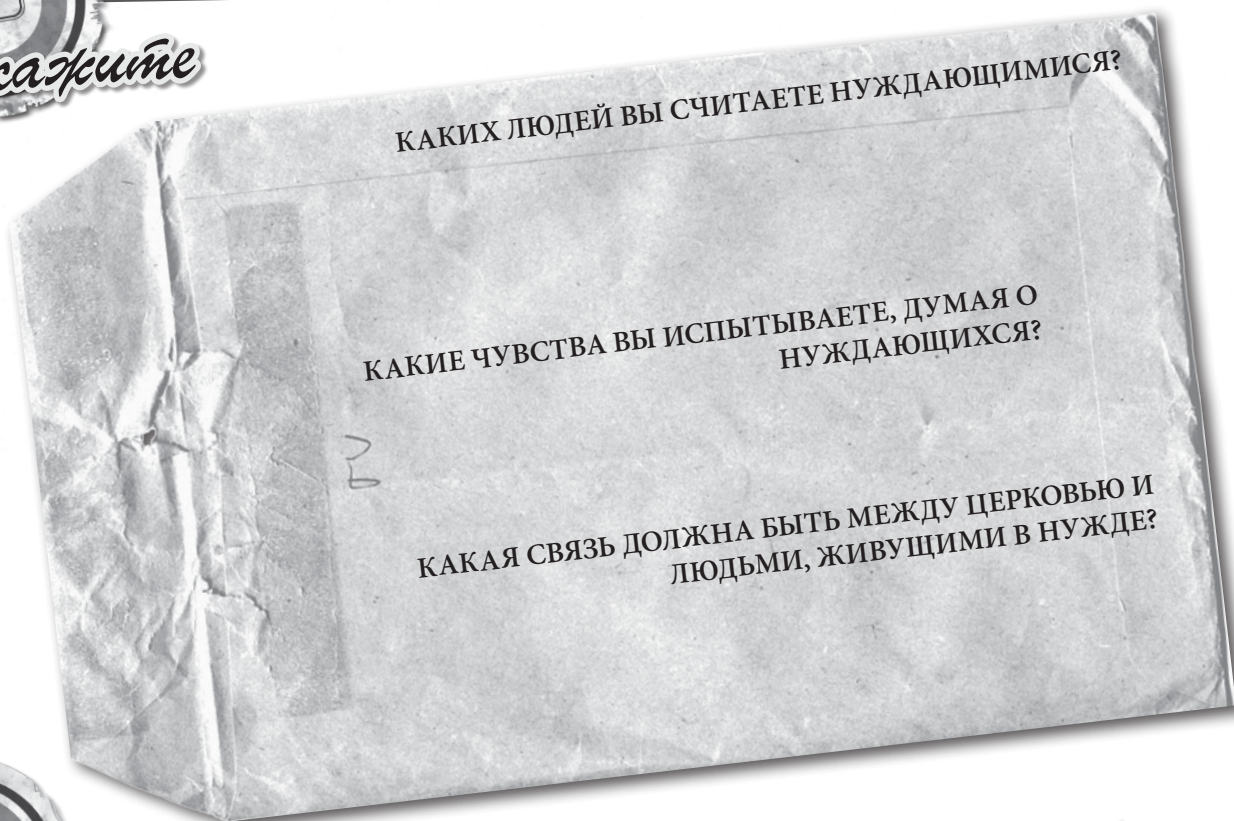 кажите
КАКИХ ЛЮДЕЙ ВЫ СЧИТАЕТЕ НУЖДАЮЩИМИСЯ?
КАКИЕ ЧУВСТВА ВЫ ИСПЫТЫВАЕТЕ, ДУМАЯ О
НУЖДАЮЩИХСЯ?
КАКАЯ СВЯЗЬ ДОЛЖНА БЫТЬ МЕЖДУ ЦЕРКОВЬЮ И
ЛЮДЬМИ, ЖИВУЩИМИ В НУЖДЕ?